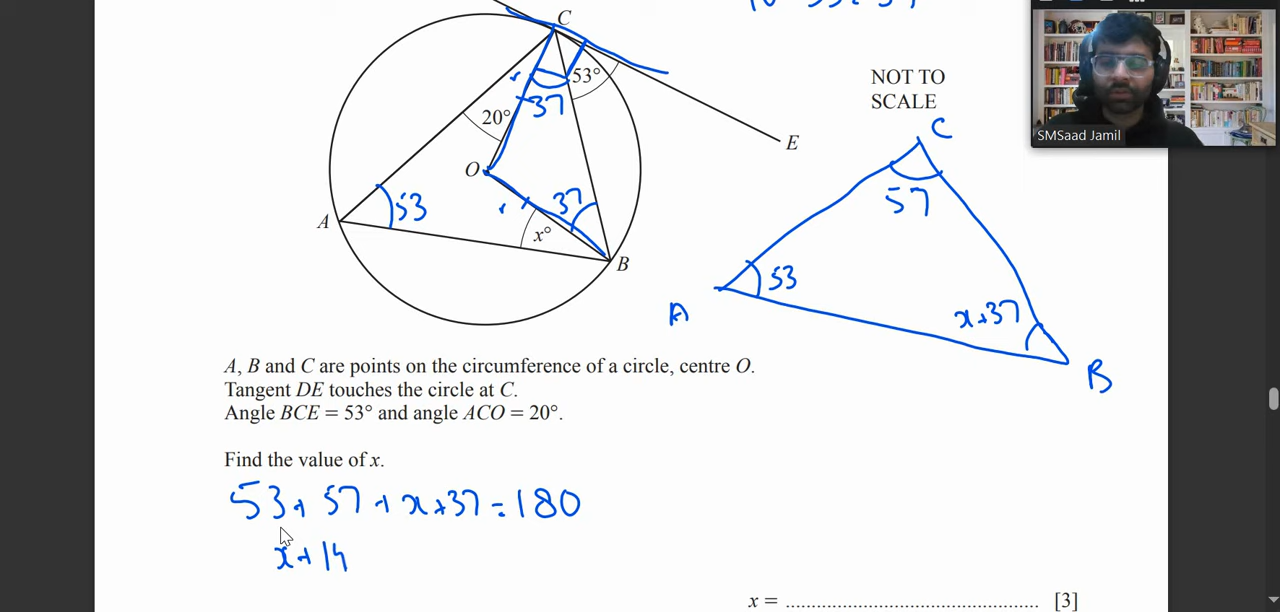 C
53°
37
20°
E
O
r
r
37
53
A
x°
B
NOT TO
SCALE
SMSaad Jamil
C
57
53
A
x+37
B
A, B and C are points on the circumference of a circle, centre O.
Tangent DE touches the circle at C.
Angle BCE = 53° and angle ACO = 20°.
Find the value of x.
53+57+x+37=180
x+14
x = ........................................................ [3]